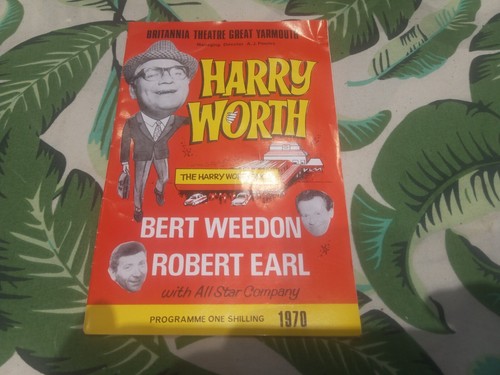 BRITANNIA THEATRE GREAT YARMOUTH
HARRY
WORTH
THE HARRY
BERT WEEDON
ROBERT EARL
with All Star Company
PROGRAMME ONE SHILLING 1970